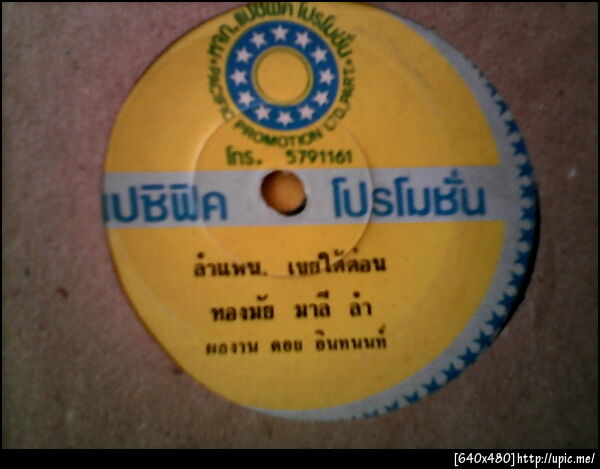 หจก. แปซิฟิค โปรโมชั่น
PACIFIC PROMOTION LTD.,PART.
โทร. 5791161
แปซิฟิค โปรโมชั่น
ลำแพน. เขยใต้ต่อน
ทองมัย มาลี ลำ
ผลงาน ดอย อินทนนท์
[640x480]http://upic.me/